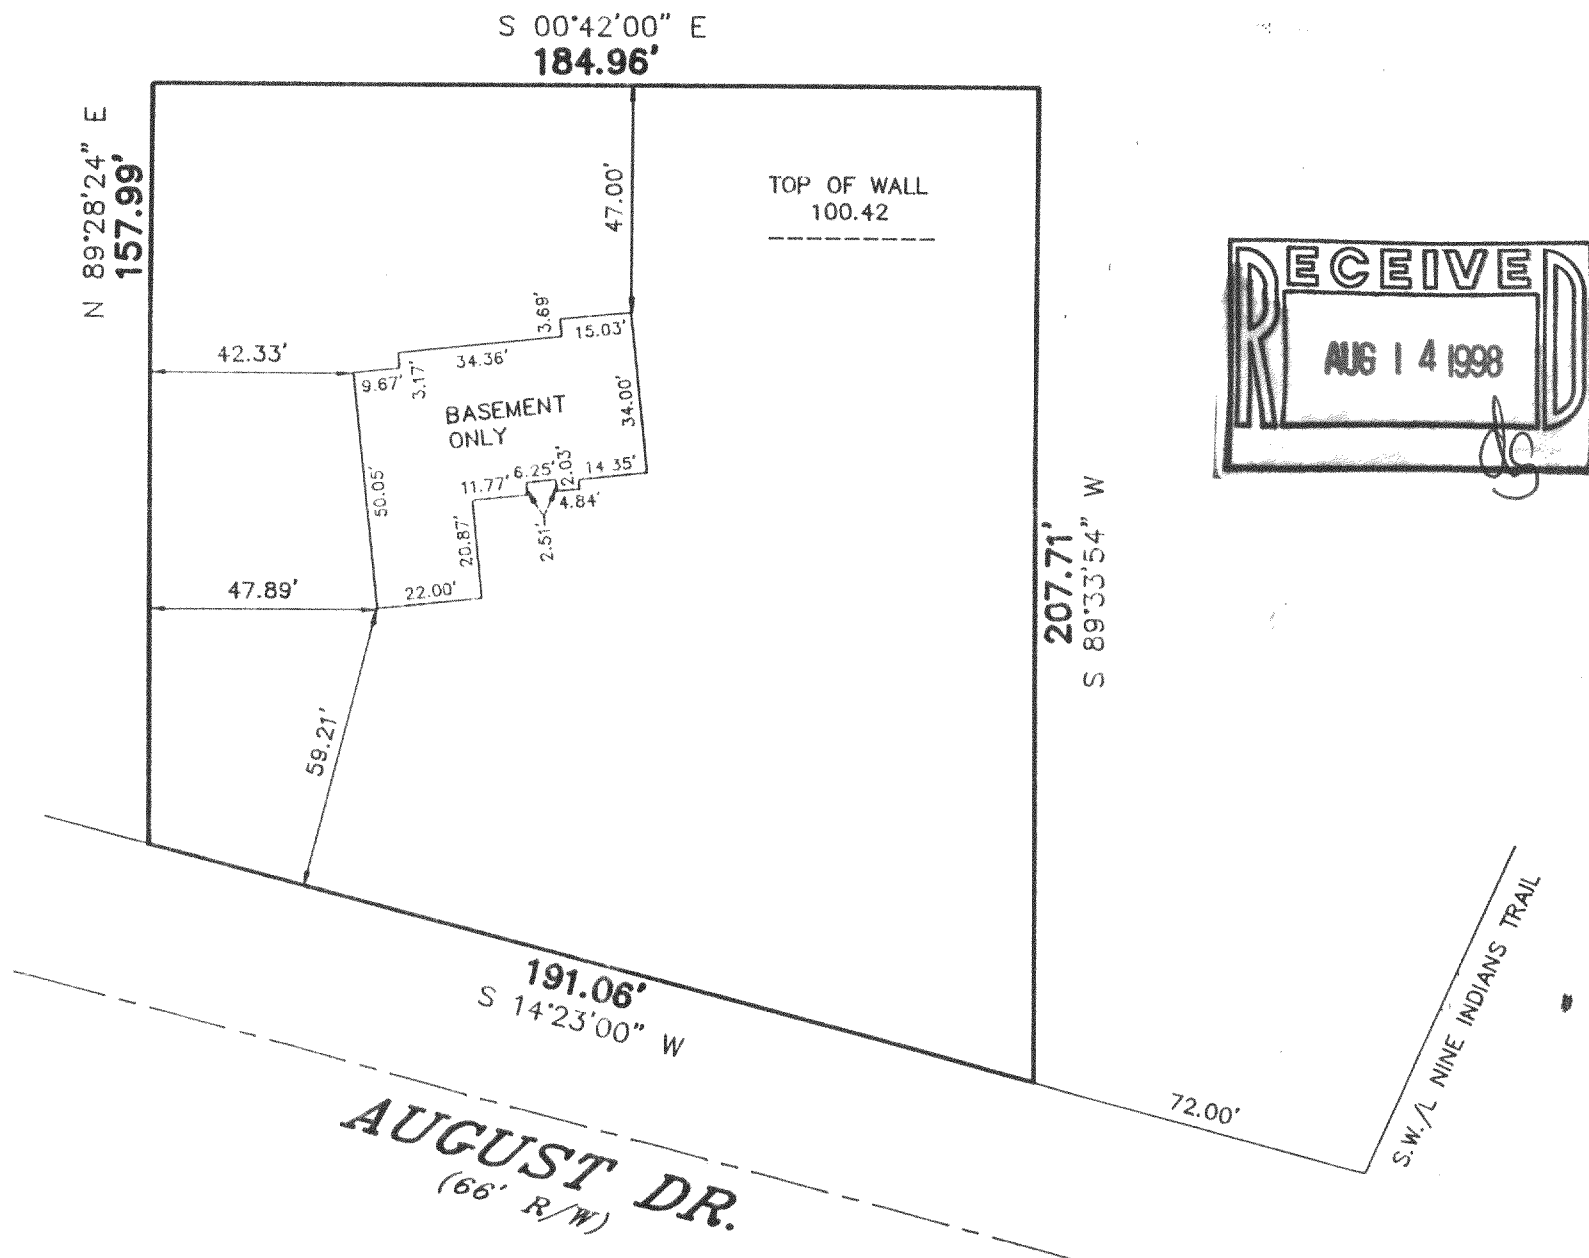 S 00°42'00" E
184.96'
N 89°28'24" E
157.99'
47.00'
TOP OF WALL
100.42
RECEIVED
AUG 14 1998
42.33'
9.67'
3.17'
34.36'
3.69'
15.03'
34.00'
BASEMENT
ONLY
50.05'
11.77'
6.25'
2.03'
14.35'
4.84'
2.51'
20.87'
22.00'
47.89'
59.21'
207.71'
S 89°33'54" W
191.06'
S 14°23'00" W
72.00'
S.W./L NINE INDIANS TRAIL
AUGUST DR.
(66' R/W)